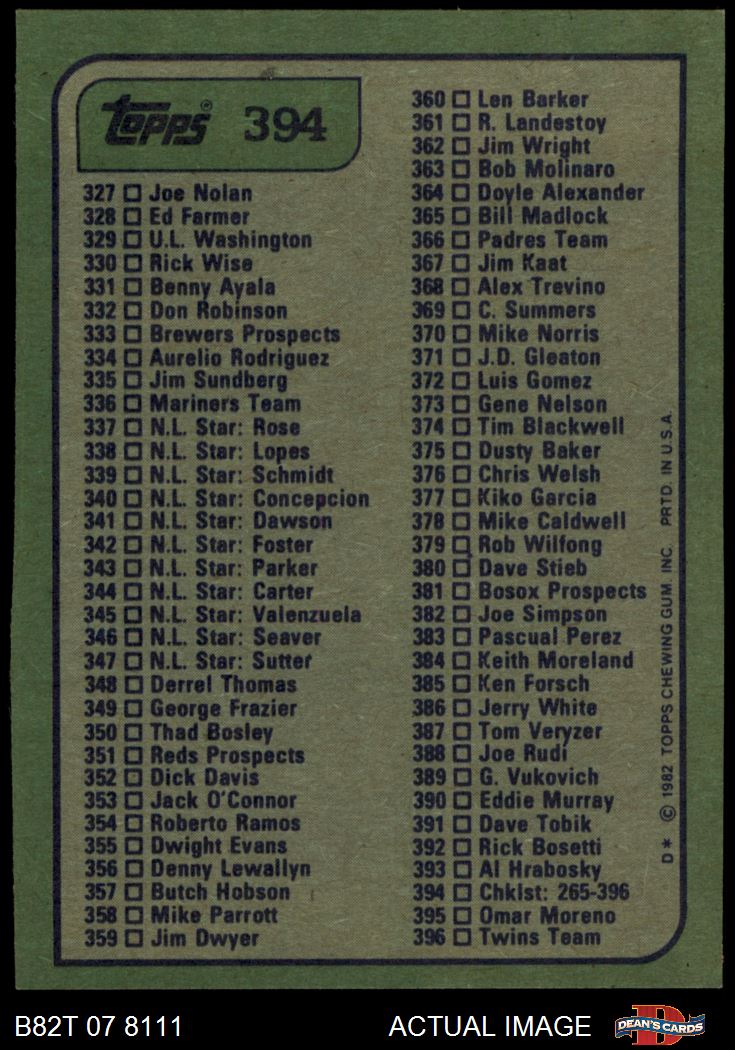 Topps® 394
327 □ Joe Nolan
328 □ Ed Farmer
329 □ U.L. Washington
330 □ Rick Wise
331 □ Benny Ayala
332 □ Don Robinson
333 □ Brewers Prospects
334 □ Aurelio Rodriguez
335 □ Jim Sundberg
336 □ Mariners Team
337 □ N.L. Star: Rose
338 □ N.L. Star: Lopes
339 □ N.L. Star: Schmidt
340 □ N.L. Star: Concepcion
341 □ N.L. Star: Dawson
342 □ N.L. Star: Foster
343 □ N.L. Star: Parker
344 □ N.L. Star: Carter
345 □ N.L. Star: Valenzuela
346 □ N.L. Star: Seaver
347 □ N.L. Star: Sutter
348 □ Derrel Thomas
349 □ George Frazier
350 □ Thad Bosley
351 □ Reds Prospects
352 □ Dick Davis
353 □ Jack O'Connor
354 □ Roberto Ramos
355 □ Dwight Evans
356 □ Denny Lewallyn
357 □ Butch Hobson
358 □ Mike Parrott
359 □ Jim Dwyer
360 □ Len Barker
361 □ R. Landestoy
362 □ Jim Wright
363 □ Bob Molinaro
364 □ Doyle Alexander
365 □ Bill Madlock
366 □ Padres Team
367 □ Jim Kaat
368 □ Alex Trevino
369 □ C. Summers
370 □ Mike Norris
371 □ J.D. Gleaton
372 □ Luis Gomez
373 □ Gene Nelson
374 □ Tim Blackwell
375 □ Dusty Baker
376 □ Chris Welsh
377 □ Kiko Garcia
378 □ Mike Caldwell
379 □ Rob Wilfong
380 □ Dave Stieb
381 □ Bosox Prospects
382 □ Joe Simpson
383 □ Pascual Perez
384 □ Keith Moreland
385 □ Ken Forsch
386 □ Jerry White
387 □ Tom Veryzer
388 □ Joe Rudi
389 □ G. Vukovich
390 □ Eddie Murray
391 □ Dave Tobik
392 □ Rick Bosetti
393 □ Al Hrabosky
394 □ Chklst: 265-396
395 □ Omar Moreno
396 □ Twins Team
D* © 1982 TOPPS CHEWING GUM, INC. PRTD. IN U.S.A.
B82T 07 8111 ACTUAL IMAGE D DEAN'S CARDS